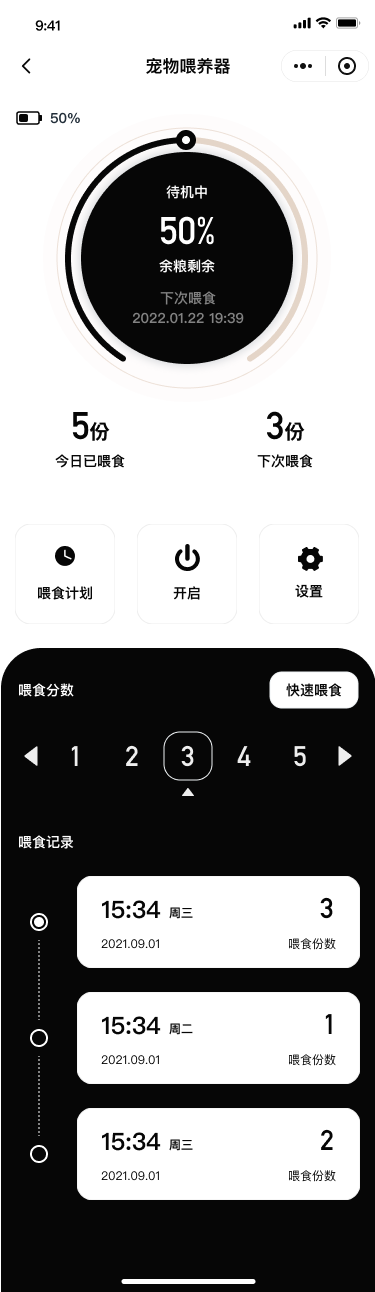 9:41
宠物喂养器
50%
待机中
50%
余粮剩余
下次喂食
2022.01.22 19:39
5份
3份
今日已喂食
下次喂食
喂食计划
开启
设置
喂食分数
快速喂食
1 2 3 4 5
喂食记录
15:34 周三
3
2021.09.01
喂食份数
15:34 周二
1
2021.09.01
喂食份数
15:34 周三
2
2021.09.01
喂食份数